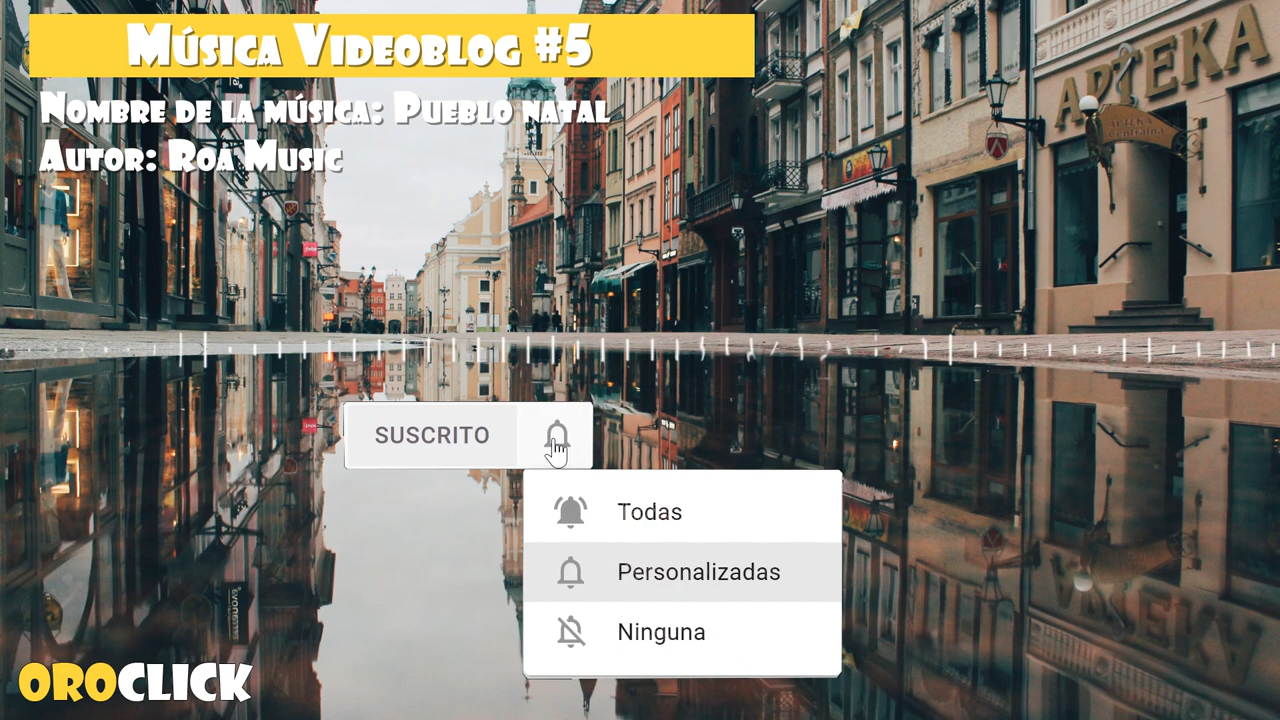 Música Videoblog #5
Nombre de la música: Pueblo natal
Autor: Roa Music
APTEKA
SUSCRITO
Todas
Personalizadas
Ninguna
OROCLICK